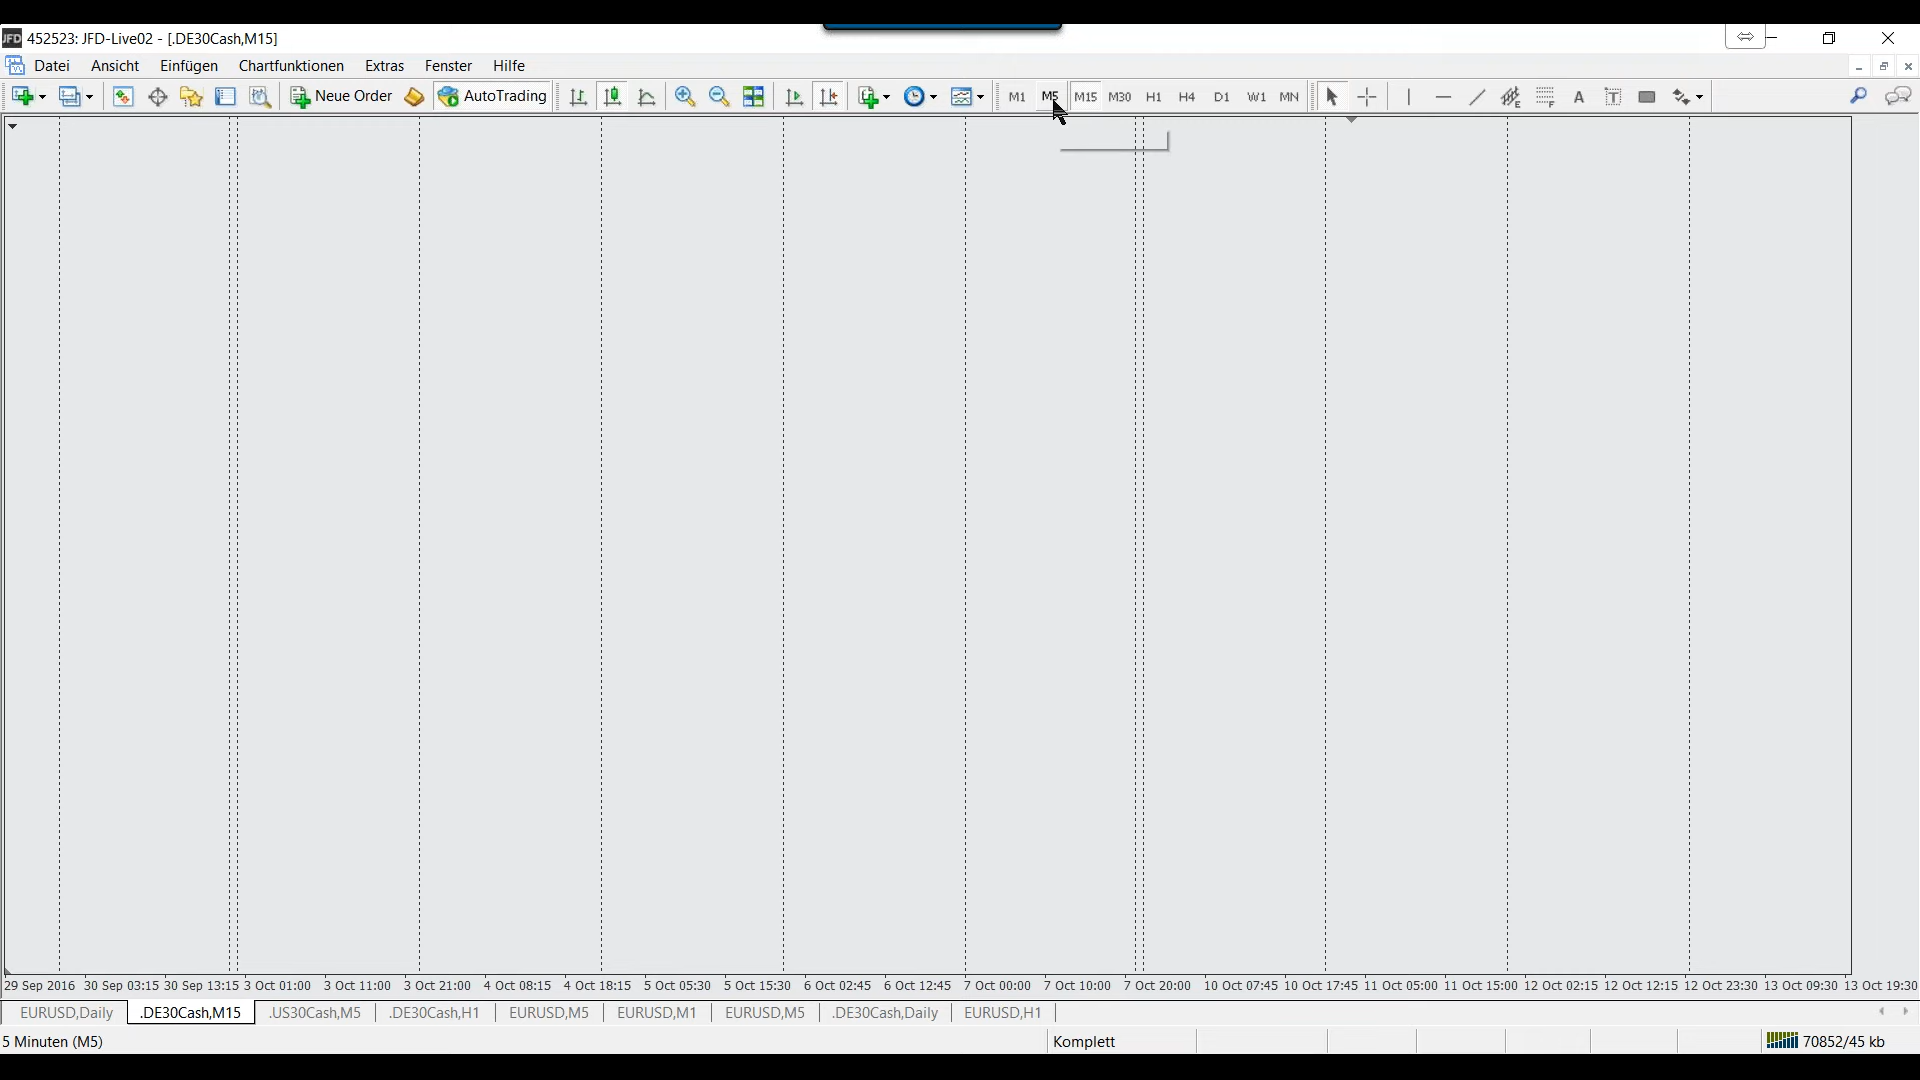 JFD 452523: JFD-Live02 - [.DE30Cash,M15]
Datei Ansicht Einfügen Chartfunktionen Extras Fenster Hilfe
Neue Order AutoTrading M1 M5 M15 M30 H1 H4 D1 W1 MN A T
29 Sep 2016 30 Sep 03:15 30 Sep 13:15 3 Oct 01:00 3 Oct 11:00 3 Oct 21:00 4 Oct 08:15 4 Oct 18:15 5 Oct 05:30 5 Oct 15:30 6 Oct 02:45 6 Oct 12:45 7 Oct 00:00 7 Oct 10:00 7 Oct 20:00 10 Oct 07:45 10 Oct 17:45 11 Oct 05:00 11 Oct 15:00 12 Oct 02:15 12 Oct 12:15 12 Oct 23:30 13 Oct 09:30 13 Oct 19:30
EURUSD,Daily .DE30Cash,M15 .US30Cash,M5 .DE30Cash,H1 EURUSD,M5 EURUSD,M1 EURUSD,M5 .DE30Cash,Daily EURUSD,H1
5 Minuten (M5) Komplett 70852/45 kb